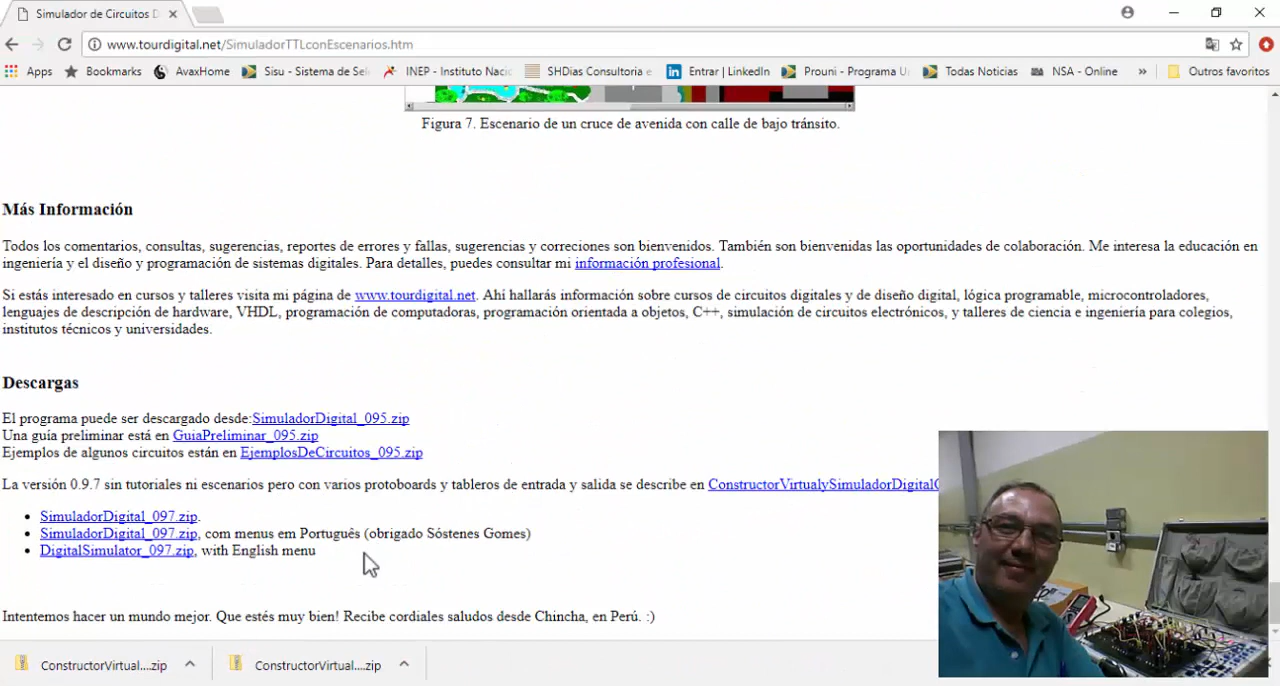 Simulador de Circuitos D
www.tourdigital.net/SimuladorTTLconEscenarios.htm
Apps Bookmarks AvaxHome Sisu - Sistema de Sel INEP - Instituto Naci SHDias Consultoria e Entrar | LinkedIn Prouni - Programa U Todas Noticias NSA - Online » Outros favoritos
Figura 7. Escenario de un cruce de avenida con calle de bajo tránsito.
Más Información
Todos los comentarios, consultas, sugerencias, reportes de errores y fallas, sugerencias y correciones son bienvenidos. También son bienvenidas las oportunidades de colaboración. Me interesa la educación en
ingeniería y el diseño y programación de sistemas digitales. Para detalles, puedes consultar mi información profesional.
Si estás interesado en cursos y talleres visita mi página de www.tourdigital.net. Ahí hallarás información sobre cursos de circuitos digitales y de diseño digital, lógica programable, microcontroladores,
lenguajes de descripción de hardware, VHDL, programación de computadoras, programación orientada a objetos, C++, simulación de circuitos electrónicos, y talleres de ciencia e ingeniería para colegios,
institutos técnicos y universidades.
Descargas
El programa puede ser descargado desde:SimuladorDigital_095.zip
Una guía preliminar está en GuiaPreliminar_095.zip
Ejemplos de algunos circuitos están en EjemplosDeCircuitos_095.zip
La versión 0.9.7 sin tutoriales ni escenarios pero con varios protoboards y tableros de entrada y salida se describe en ConstructorVirtualySimuladorDigitalC
• SimuladorDigital_097.zip.
• SimuladorDigital_097.zip, com menus em Português (obrigado Sóstenes Gomes)
• DigitalSimulator_097.zip, with English menu
Intentemos hacer un mundo mejor. Que estés muy bien! Recibe cordiales saludos desde Chincha, en Perú. :)
ConstructorVirtual....zip ConstructorVirtual....zip